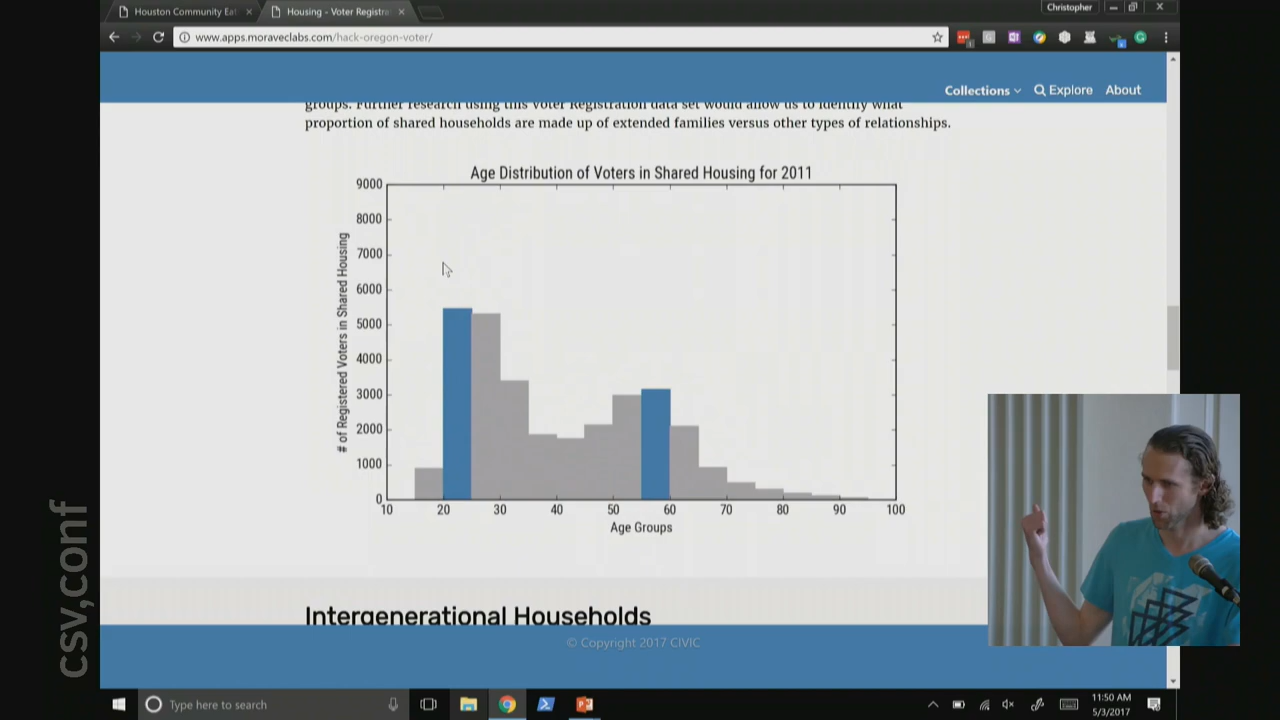 Houston Community Eat
Housing - Voter Registra
Christopher
www.apps.moraveclabs.com/hack-oregon-voter/
Collections
Explore
About
groups. Further research using this Voter Registration data set would allow us to identify what
proportion of shared households are made up of extended families versus other types of relationships.
Age Distribution of Voters in Shared Housing for 2011
# of Registered Voters in Shared Housing
9000
8000
7000
6000
5000
4000
3000
2000
1000
0
10 20 30 40 50 60 70 80 90 100
Age Groups
Intergenerational Households
© Copyright 2017 CIVIC
csv,conf
Type here to search
11:50 AM
5/3/2017